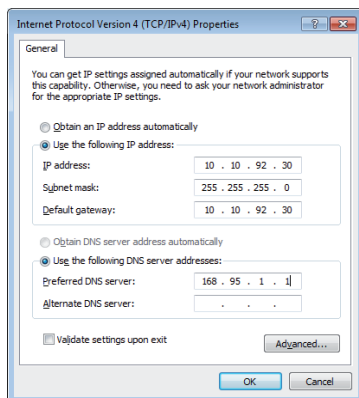 Internet Protocol Version 4 (TCP/IPv4) Properties
General
You can get IP settings assigned automatically if your network supports
this capability. Otherwise, you need to ask your network administrator
for the appropriate IP settings.
Obtain an IP address automatically
Use the following IP address:
IP address: 10 . 10 . 92 . 30
Subnet mask: 255 . 255 . 255 . 0
Default gateway: 10 . 10 . 92 . 30
Obtain DNS server address automatically
Use the following DNS server addresses:
Preferred DNS server: 168 . 95 . 1 . 1
Alternate DNS server: . . .
Validate settings upon exit
Advanced...
OK Cancel